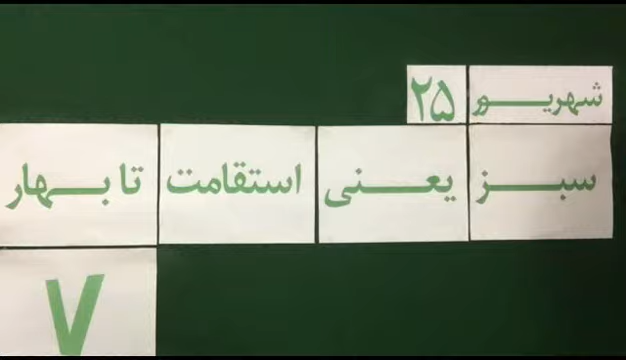 شهریور ۲۵
سبز یعنی استقامت تا بهار
۷